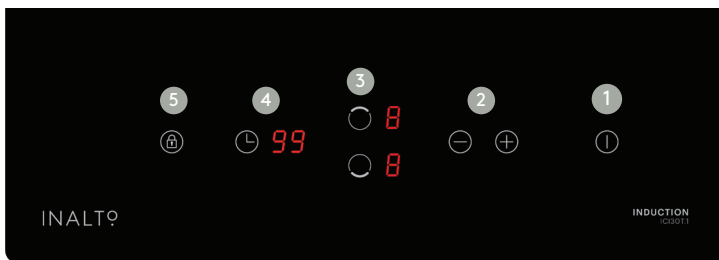 3
5 4 2 1
8
99
8
INALTO
INDUCTION
ICI30T.1